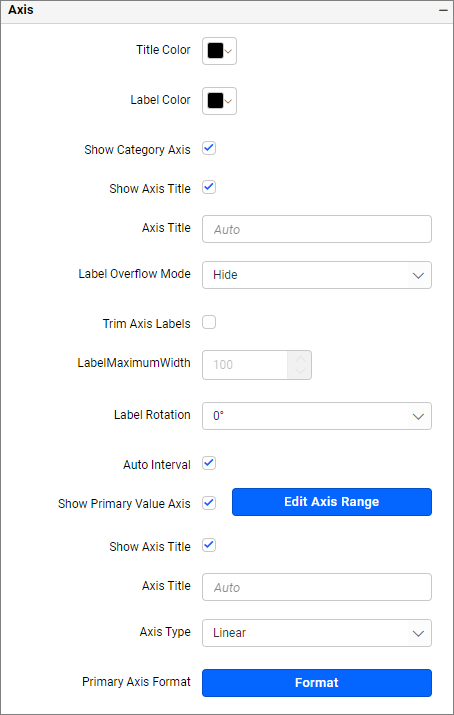 Axis
Title Color
Label Color
Show Category Axis
Show Axis Title
Axis Title Auto
Label Overflow Mode Hide
Trim Axis Labels
LabelMaximumWidth 100
Label Rotation 0°
Auto Interval
Show Primary Value Axis Edit Axis Range
Show Axis Title
Axis Title Auto
Axis Type Linear
Primary Axis Format Format